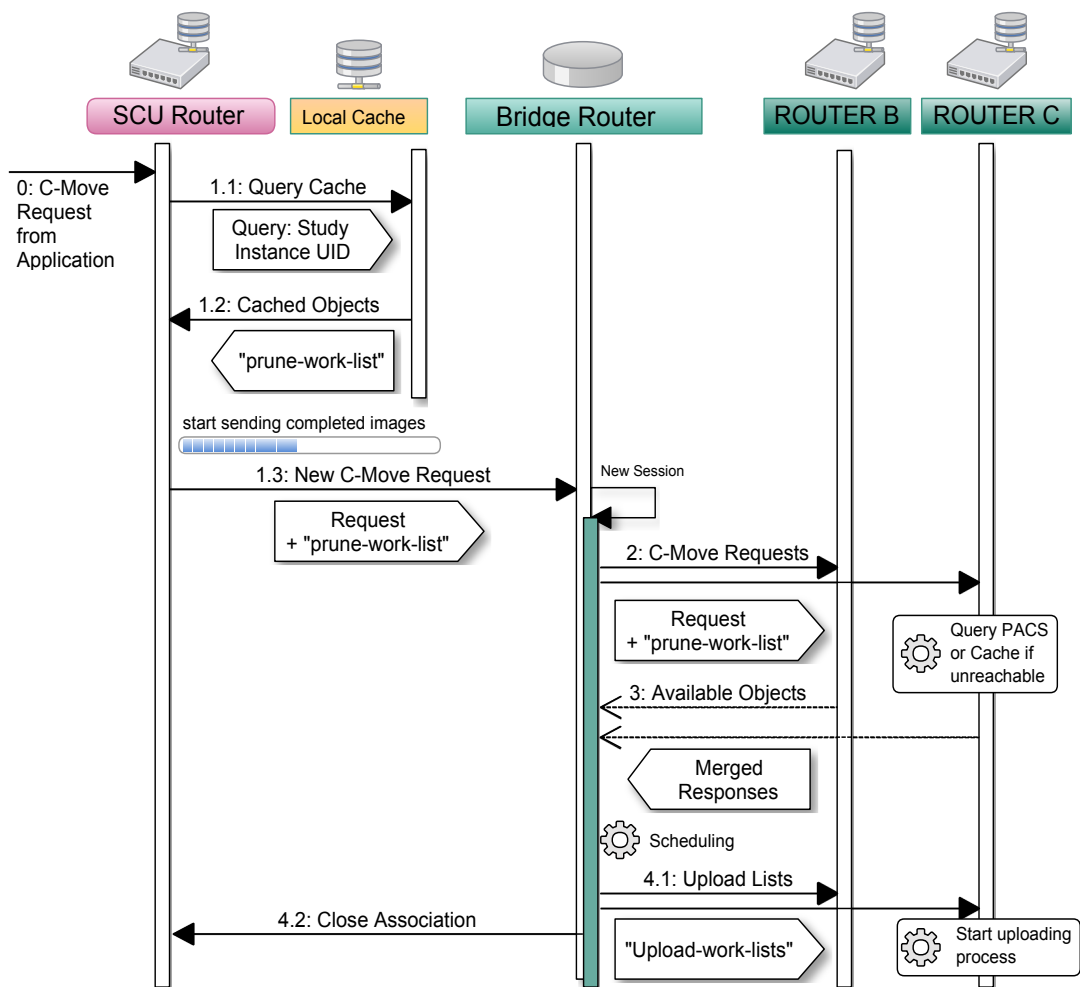 SCU Router
Local Cache
Bridge Router
ROUTER B
ROUTER C
0: C-Move
Request
from
Application
1.1: Query Cache
Query: Study
Instance UID
1.2: Cached Objects
"prune-work-list"
start sending completed images
1.3: New C-Move Request
New Session
Request
+ "prune-work-list"
2: C-Move Requests
Request
+ "prune-work-list"
Query PACS
or Cache if
unreachable
3: Available Objects
Merged
Responses
Scheduling
4.1: Upload Lists
4.2: Close Association
"Upload-work-lists"
Start uploading
process